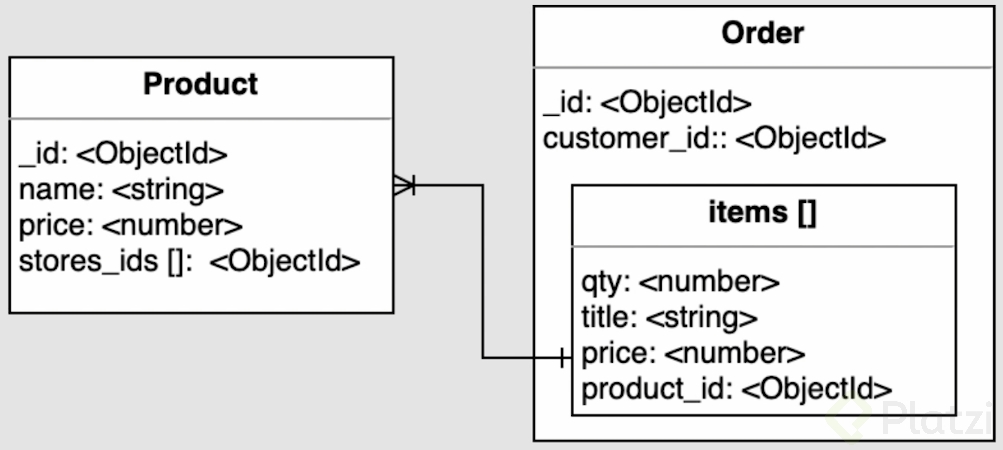 Product
_id: <ObjectId>
name: <string>
price: <number>
stores_ids []:  <ObjectId>
Order
_id: <ObjectId>
customer_id:: <ObjectId>
items []
qty: <number>
title: <string>
price: <number>
product_id: <ObjectId>
Platzi